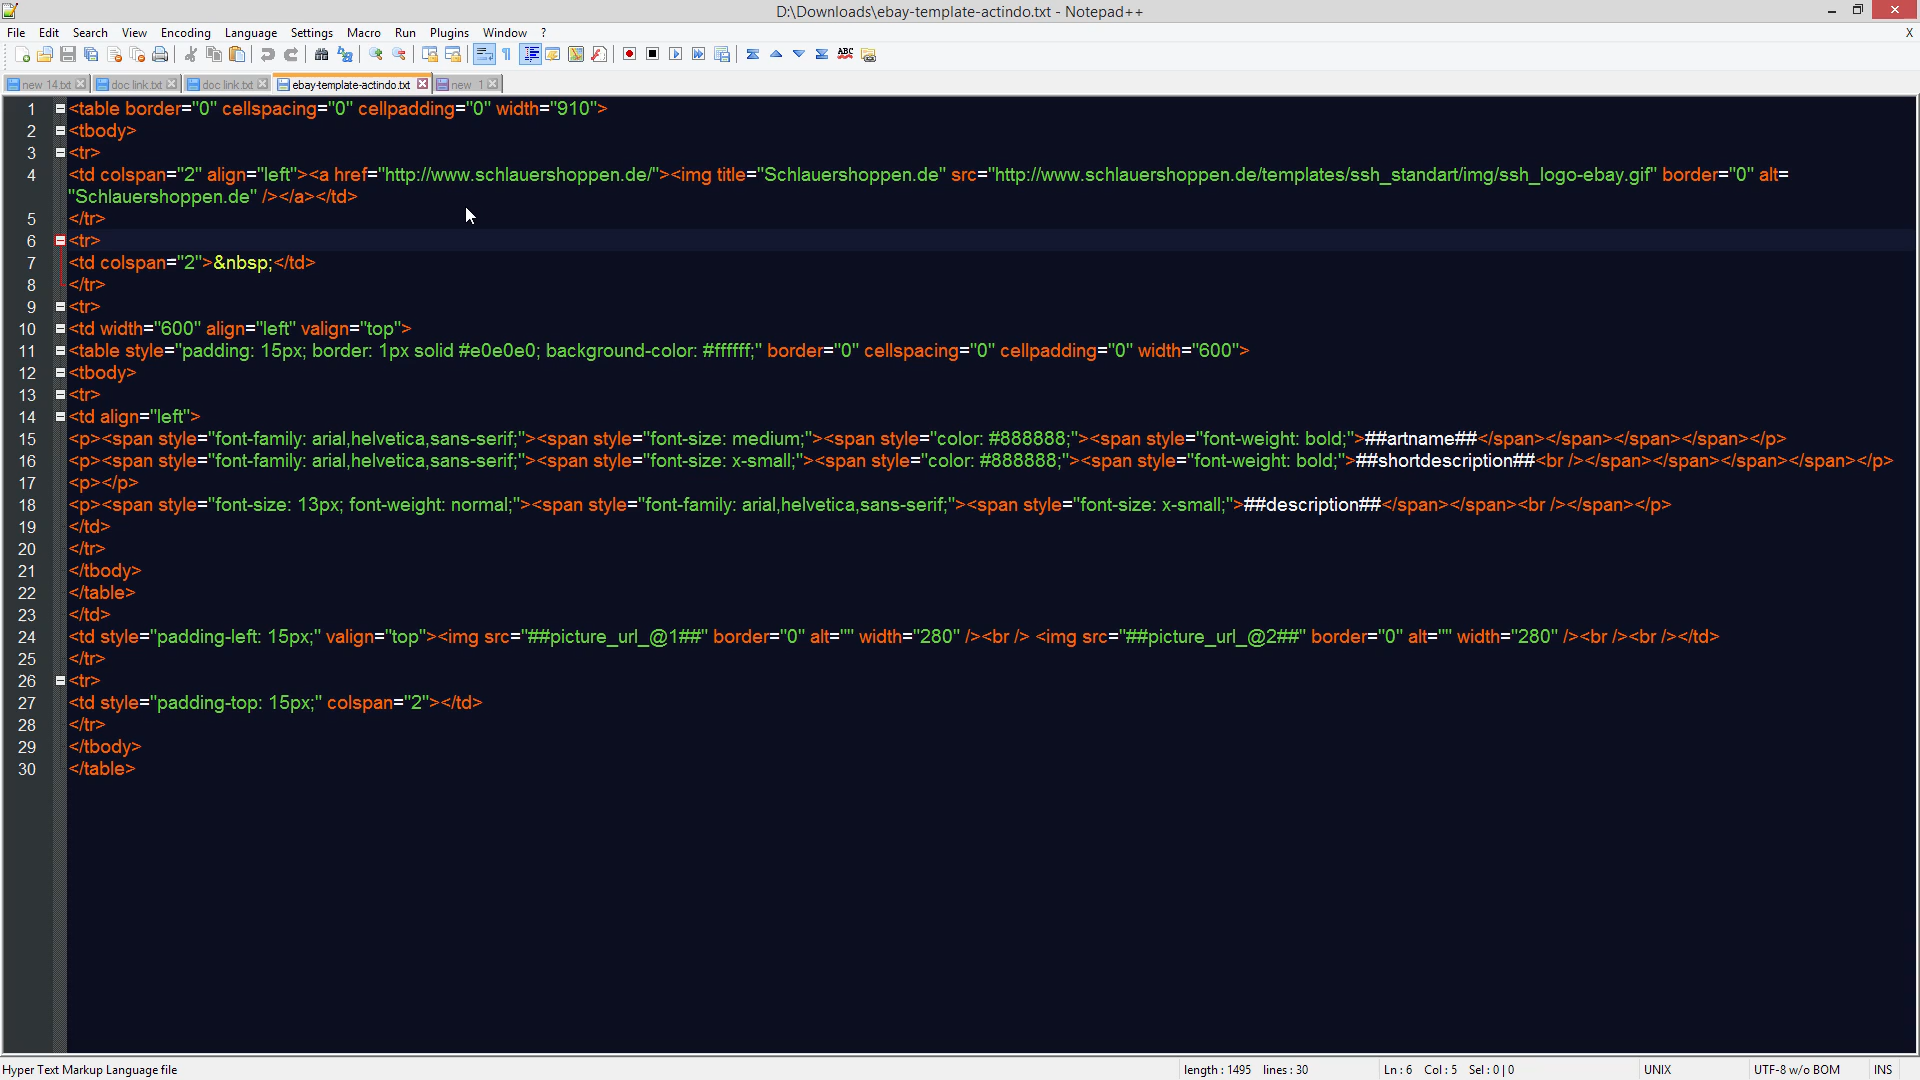 D:\Downloads\ebay-template-actindo.txt - Notepad++
File Edit Search View Encoding Language Settings Macro Run Plugins Window ? X
new 14.txt doc link.txt doc link.txt ebay-template-actindo.txt new 1
1 <table border="0" cellspacing="0" cellpadding="0" width="910">
2 <tbody>
3 <tr>
4 <td colspan="2" align="left"><a href="http://www.schlauershoppen.de/"><img title="Schlauershoppen.de" src="http://www.schlauershoppen.de/templates/ssh_standart/img/ssh_logo-ebay.gif" border="0" alt=
"Schlauershoppen.de" /></a></td>
5 </tr>
6 <tr>
7 <td colspan="2">&nbsp;</td>
8 </tr>
9 <tr>
10 <td width="600" align="left" valign="top">
11 <table style="padding: 15px; border: 1px solid #e0e0e0; background-color: #ffffff;" border="0" cellspacing="0" cellpadding="0" width="600">
12 <tbody>
13 <tr>
14 <td align="left">
15 <p><span style="font-family: arial,helvetica,sans-serif;"><span style="font-size: medium;"><span style="color: #888888;"><span style="font-weight: bold;">##artname##</span></span></span></span></p>
16 <p><span style="font-family: arial,helvetica,sans-serif;"><span style="font-size: x-small;"><span style="color: #888888;"><span style="font-weight: bold;">##shortdescription##<br /></span></span></span></span></p>
17 <p></p>
18 <p><span style="font-size: 13px; font-weight: normal;"><span style="font-family: arial,helvetica,sans-serif;"><span style="font-size: x-small;">##description##</span></span><br /></span></p>
19 </td>
20 </tr>
21 </tbody>
22 </table>
23 </td>
24 <td style="padding-left: 15px;" valign="top"><img src="##picture_url_@1##" border="0" alt="" width="280" /><br /> <img src="##picture_url_@2##" border="0" alt="" width="280" /><br /><br /></td>
25 </tr>
26 <tr>
27 <td style="padding-top: 15px;" colspan="2"></td>
28 </tr>
29 </tbody>
30 </table>
Hyper Text Markup Language file length : 1495 lines : 30 Ln : 6 Col : 5 Sel : 0 | 0 UNIX UTF-8 w/o BOM INS